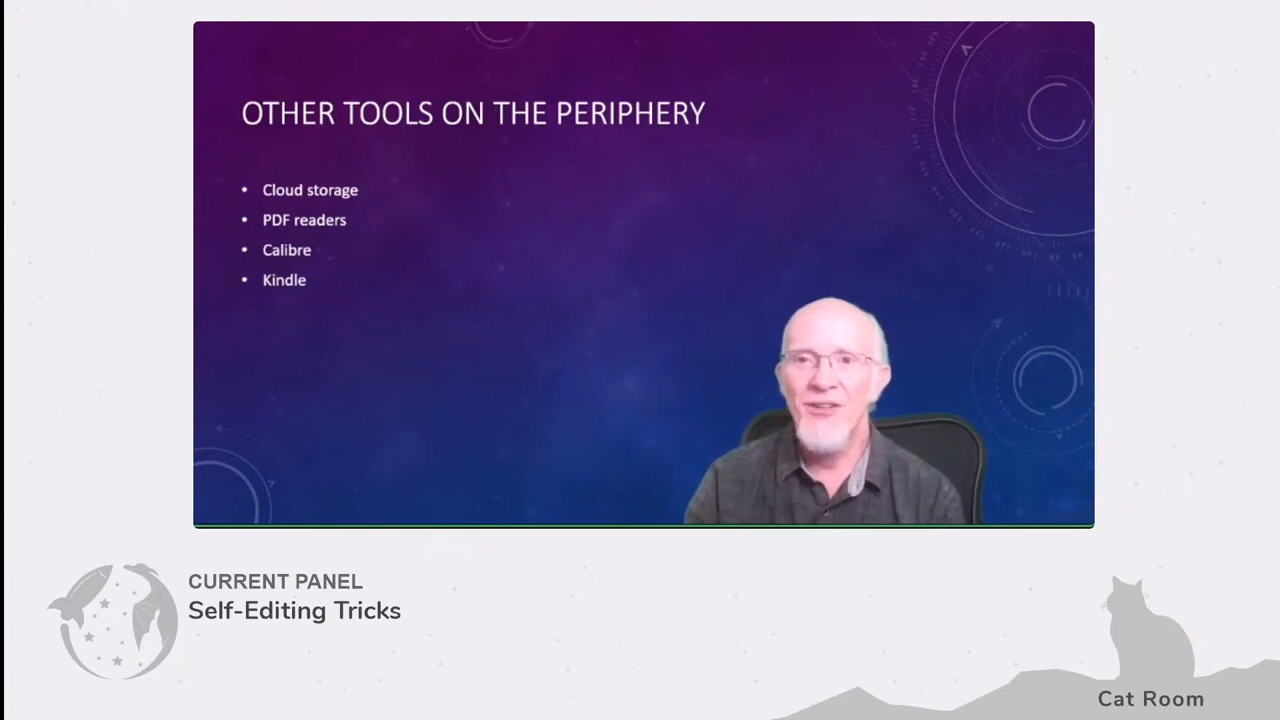 OTHER TOOLS ON THE PERIPHERY
• Cloud storage
• PDF readers
• Calibre
• Kindle
CURRENT PANEL
Self-Editing Tricks
Cat Room